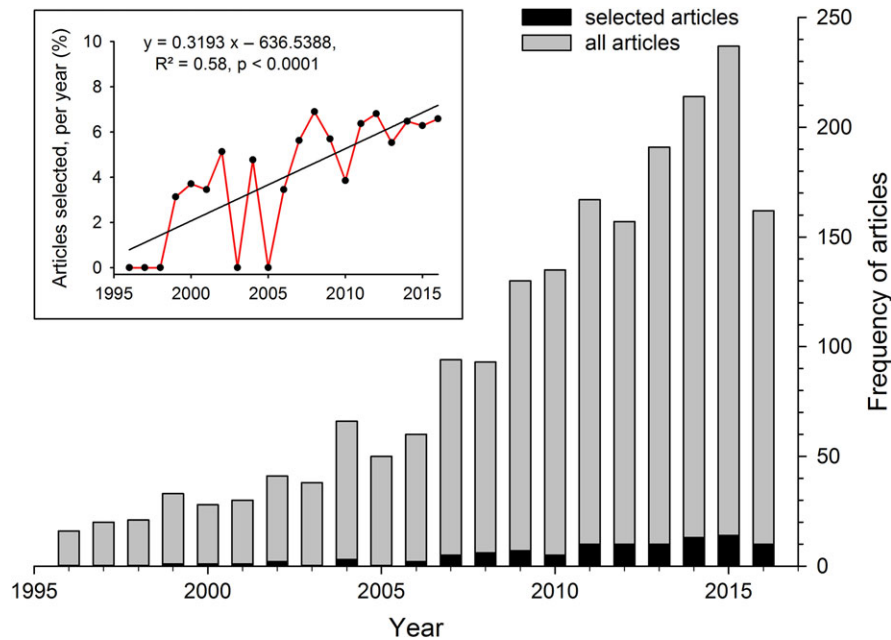 y = 0.3193 x – 636.5388,
R² = 0.58, p < 0.0001
Articles selected, per year (%)
10
8
6
4
2
0
1995 2000 2005 2010 2015
selected articles
all articles
250
200
150
100
50
0
Frequency of articles
1995 2000 2005 2010 2015
Year